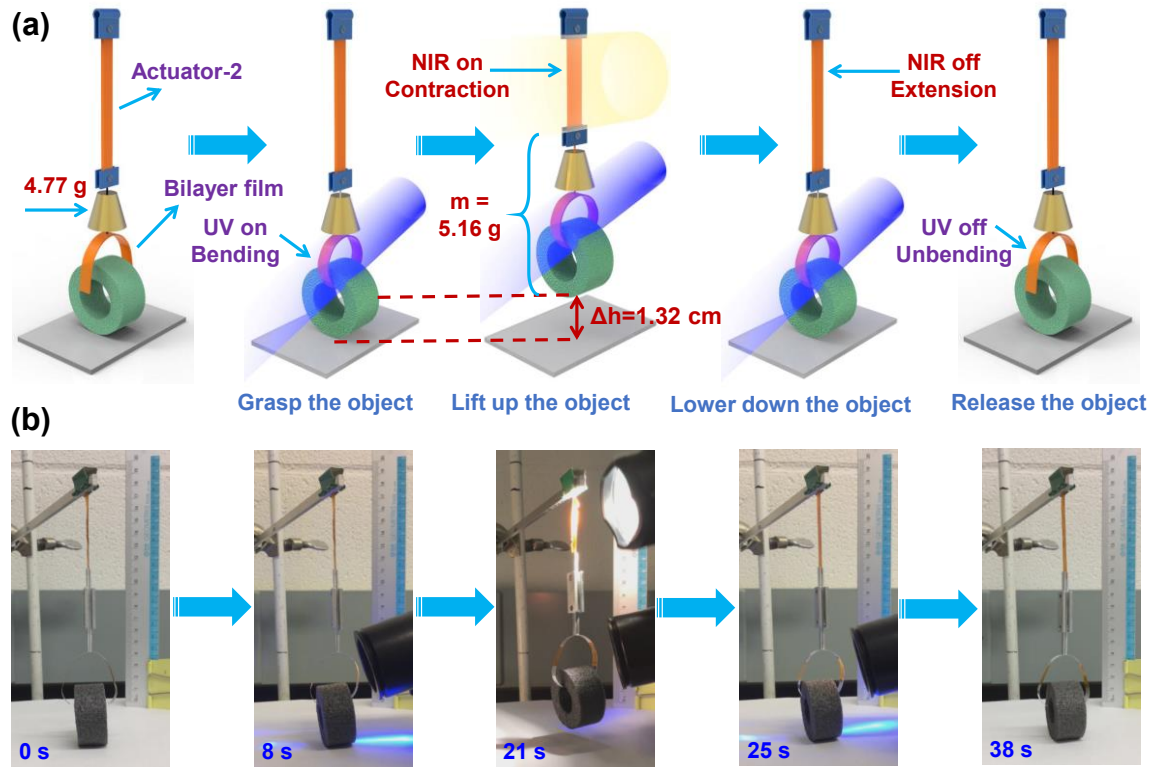 (a)
Actuator-2
4.77 g
Bilayer film
UV on
Bending
NIR on
Contraction
m =
5.16 g
Δh=1.32 cm
NIR off
Extension
UV off
Unbending
Grasp the object
Lift up the object
Lower down the object
Release the object
(b)
0 s
8 s
21 s
25 s
38 s